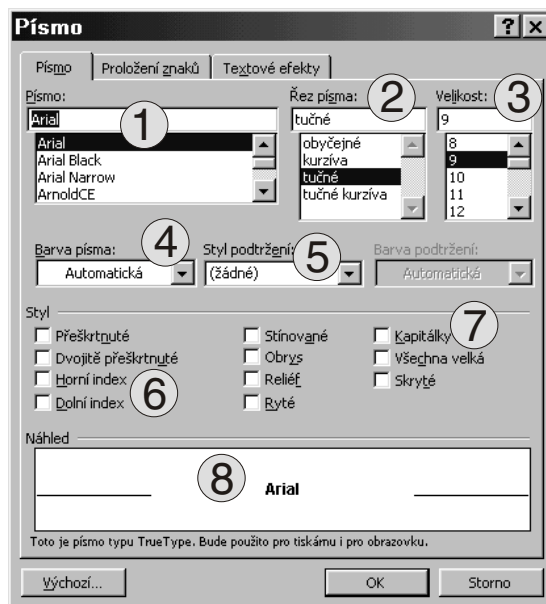 Písmo
Písmo Proložení znaků Textové efekty
Písmo: Řez písma: Velikost:
1 2 3
Arial tučné 9
Arial obyčejné 8
Arial Black kurzíva 9
Arial Narrow tučné 10
ArnoldCE tučné kurzíva 11
12
Barva písma: 4 Styl podtržení: 5 Barva podtržení:
Automatická (žádné) Automatická
Styl
7
Přeškrtnuté Stínované Kapitálky
Dvojitě přeškrtnuté Obrys Všechna velká
Horní index Reliéf Skryté
6
Dolní index Ryté
Náhled
8 Arial
Toto je písmo typu TrueType. Bude použito pro tiskárnu i pro obrazovku.
Výchozí... OK Storno